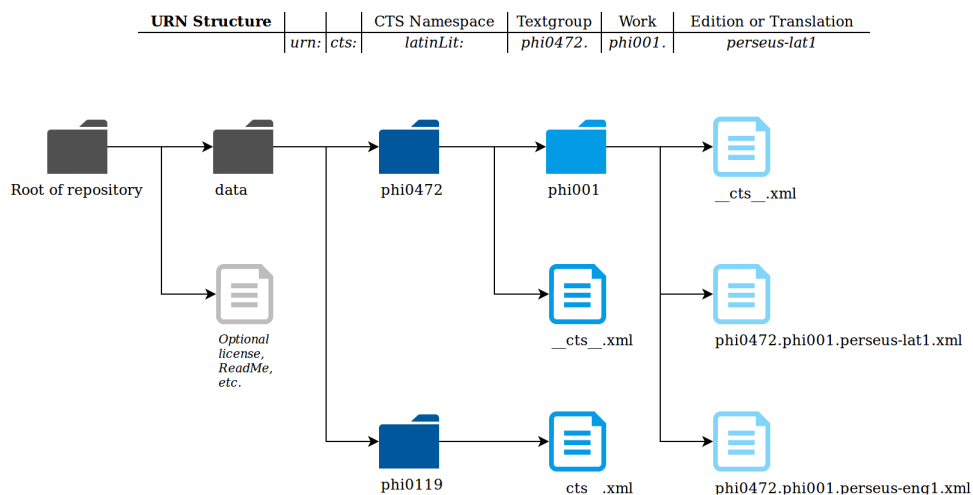 URN Structure CTS Namespace Textgroup Work Edition or Translation
urn: cts: latinLit: phi0472. phi001. perseus-lat1
Root of repository data phi0472 phi001 __cts__.xml
Optional
license,
ReadMe,
etc.
__cts__.xml phi0472.phi001.perseus-lat1.xml
phi0119 __cts__.xml phi0472.phi001.perseus-eng1.xml